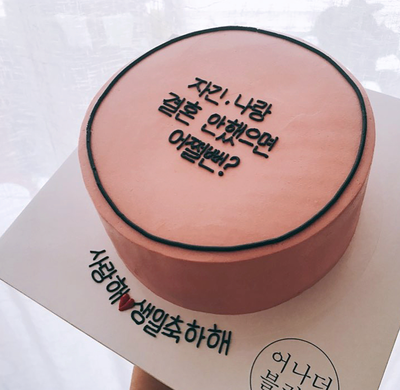 자긴, 나랑
결혼 안했으면
어쩔뻔?
사랑해♥생일축하해
어나더